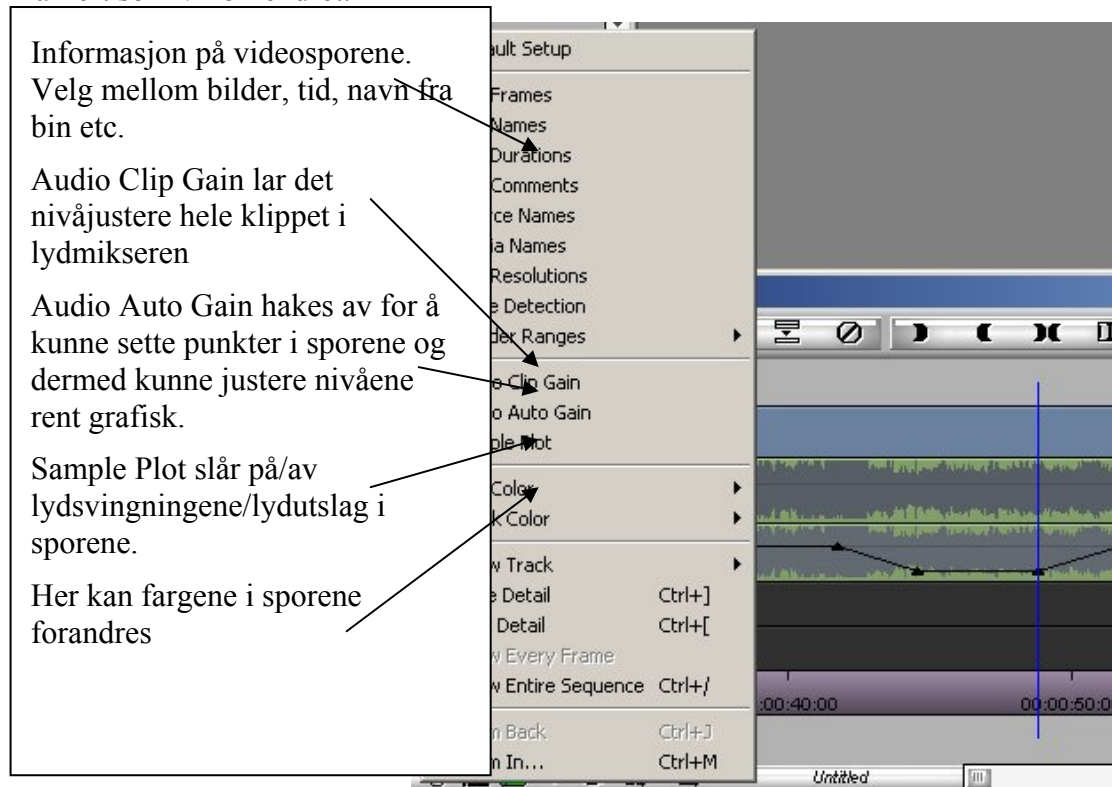 Informasjon på videosporene.
Velg mellom bilder, tid, navn fra
bin etc.
Audio Clip Gain lar det
nivåjustere hele klippet i
lydmikseren
Audio Auto Gain hakes av for å
kunne sette punkter i sporene og
dermed kunne justere nivåene
rent grafisk.
Sample Plot slår på/av
lydsvingningene/lydutslag i
sporene.
Her kan fargene i sporene
forandres
ault Setup
Frames
Names
Durations
Comments
rce Names
ia Names
Resolutions
e Detection
der Ranges
o Clip Gain
o Auto Gain
ple Plot
Color
k Color
w Track
e Detail Ctrl+]
Detail Ctrl+[
w Every Frame
w Entire Sequence Ctrl+/
m Back Ctrl+J
m In... Ctrl+M
:00:40:00 00:00:50:0
Untitled